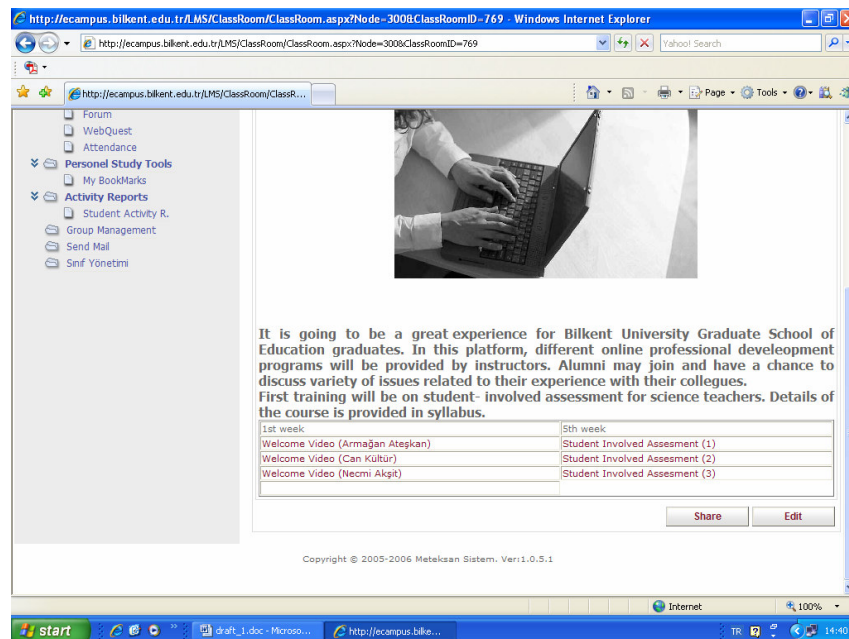 http://ecampus.bilkent.edu.tr/LMS/ClassRoom/ClassRoom.aspx?Node=300&ClassRoomID=769 - Windows Internet Explorer
http://ecampus.bilkent.edu.tr/LMS/ClassRoom/ClassRoom.aspx?Node=300&ClassRoomID=769
Yahoo! Search
http://ecampus.bilkent.edu.tr/LMS/ClassRoom/ClassR...
Page
Tools
Forum
WebQuest
Attendance
Personel Study Tools
My BookMarks
Activity Reports
Student Activity R.
Group Management
Send Mail
Sınıf Yönetimi
It is going to be a great experience for Bilkent University Graduate School of
Education graduates. In this platform, different online professional develeopment
programs will be provided by instructors. Alumni may join and have a chance to
discuss variety of issues related to their experience with their collegues.
First training will be on student- involved assessment for science teachers. Details of
the course is provided in syllabus.
1st week 5th week
Welcome Video (Armağan Ateşkan) Student Involved Assesment (1)
Welcome Video (Can Kültür) Student Involved Assesment (2)
Welcome Video (Necmi Akşit) Student Involved Assesment (3)
Share Edit
Copyright © 2005-2006 Meteksan Sistem. Ver:1.0.5.1
Internet 100%
start draft_1.doc - Microso... http://ecampus.bilke... TR 14:40